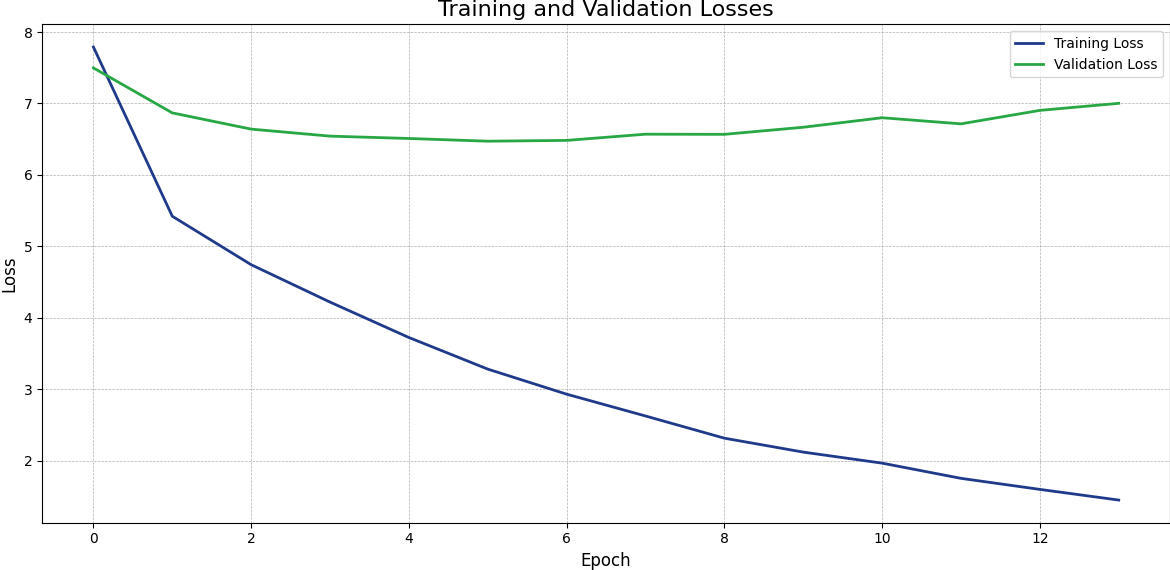 Training and Validation Losses
8
7
6
5
4
3
2
Loss
Training Loss
Validation Loss
0 2 4 6 8 10 12
Epoch